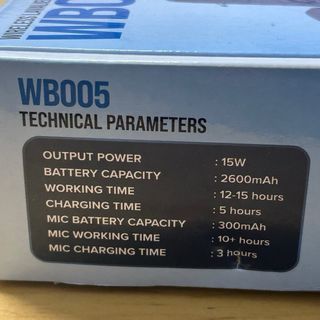 WB005
TECHNICAL PARAMETERS
OUTPUT POWER : 15W
BATTERY CAPACITY : 2600mAh
WORKING TIME : 12-15 hours
CHARGING TIME : 5 hours
MIC BATTERY CAPACITY : 300mAh
MIC WORKING TIME : 10+ hours
MIC CHARGING TIME : 3 hours